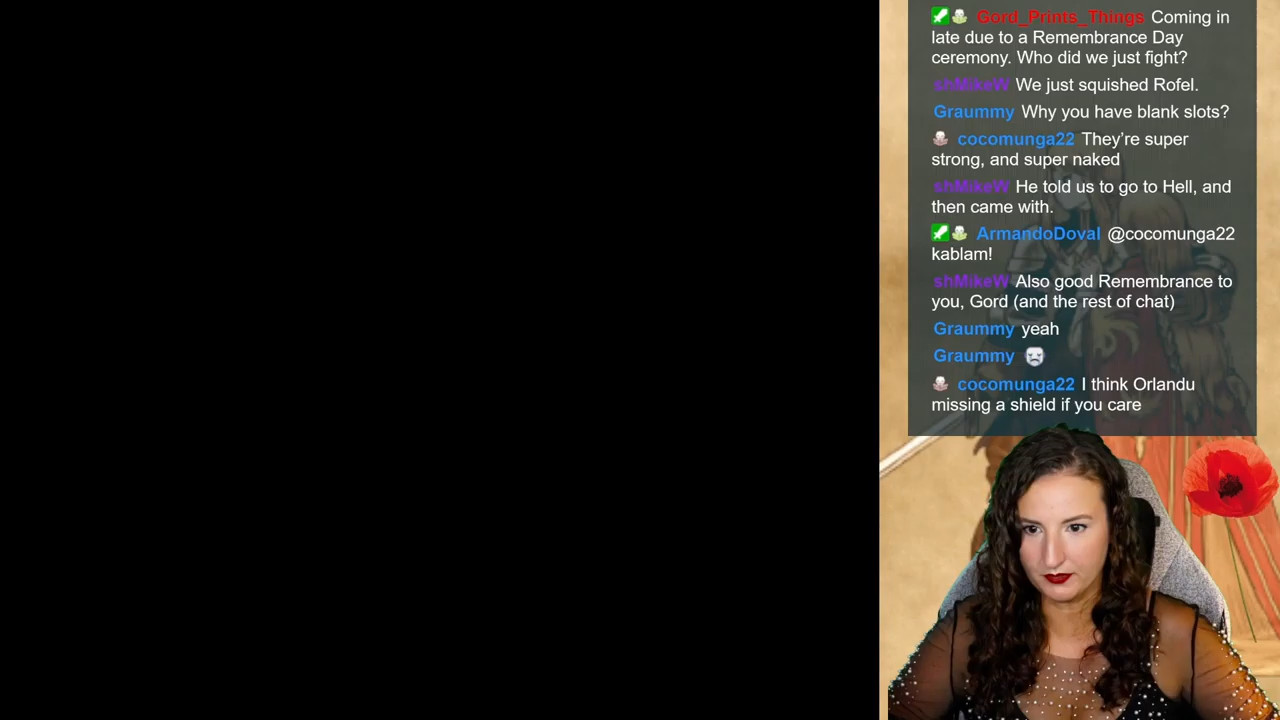 Gord_Prints_Things Coming in
late due to a Remembrance Day
ceremony. Who did we just fight?
shMikeW We just squished Rofel.
Graummy Why you have blank slots?
cocomunga22 They’re super
strong, and super naked
shMikeW He told us to go to Hell, and
then came with.
ArmandoDoval @cocomunga22
kablam!
shMikeW Also good Remembrance to
you, Gord (and the rest of chat)
Graummy yeah
Graummy
cocomunga22 I think Orlandu
missing a shield if you care